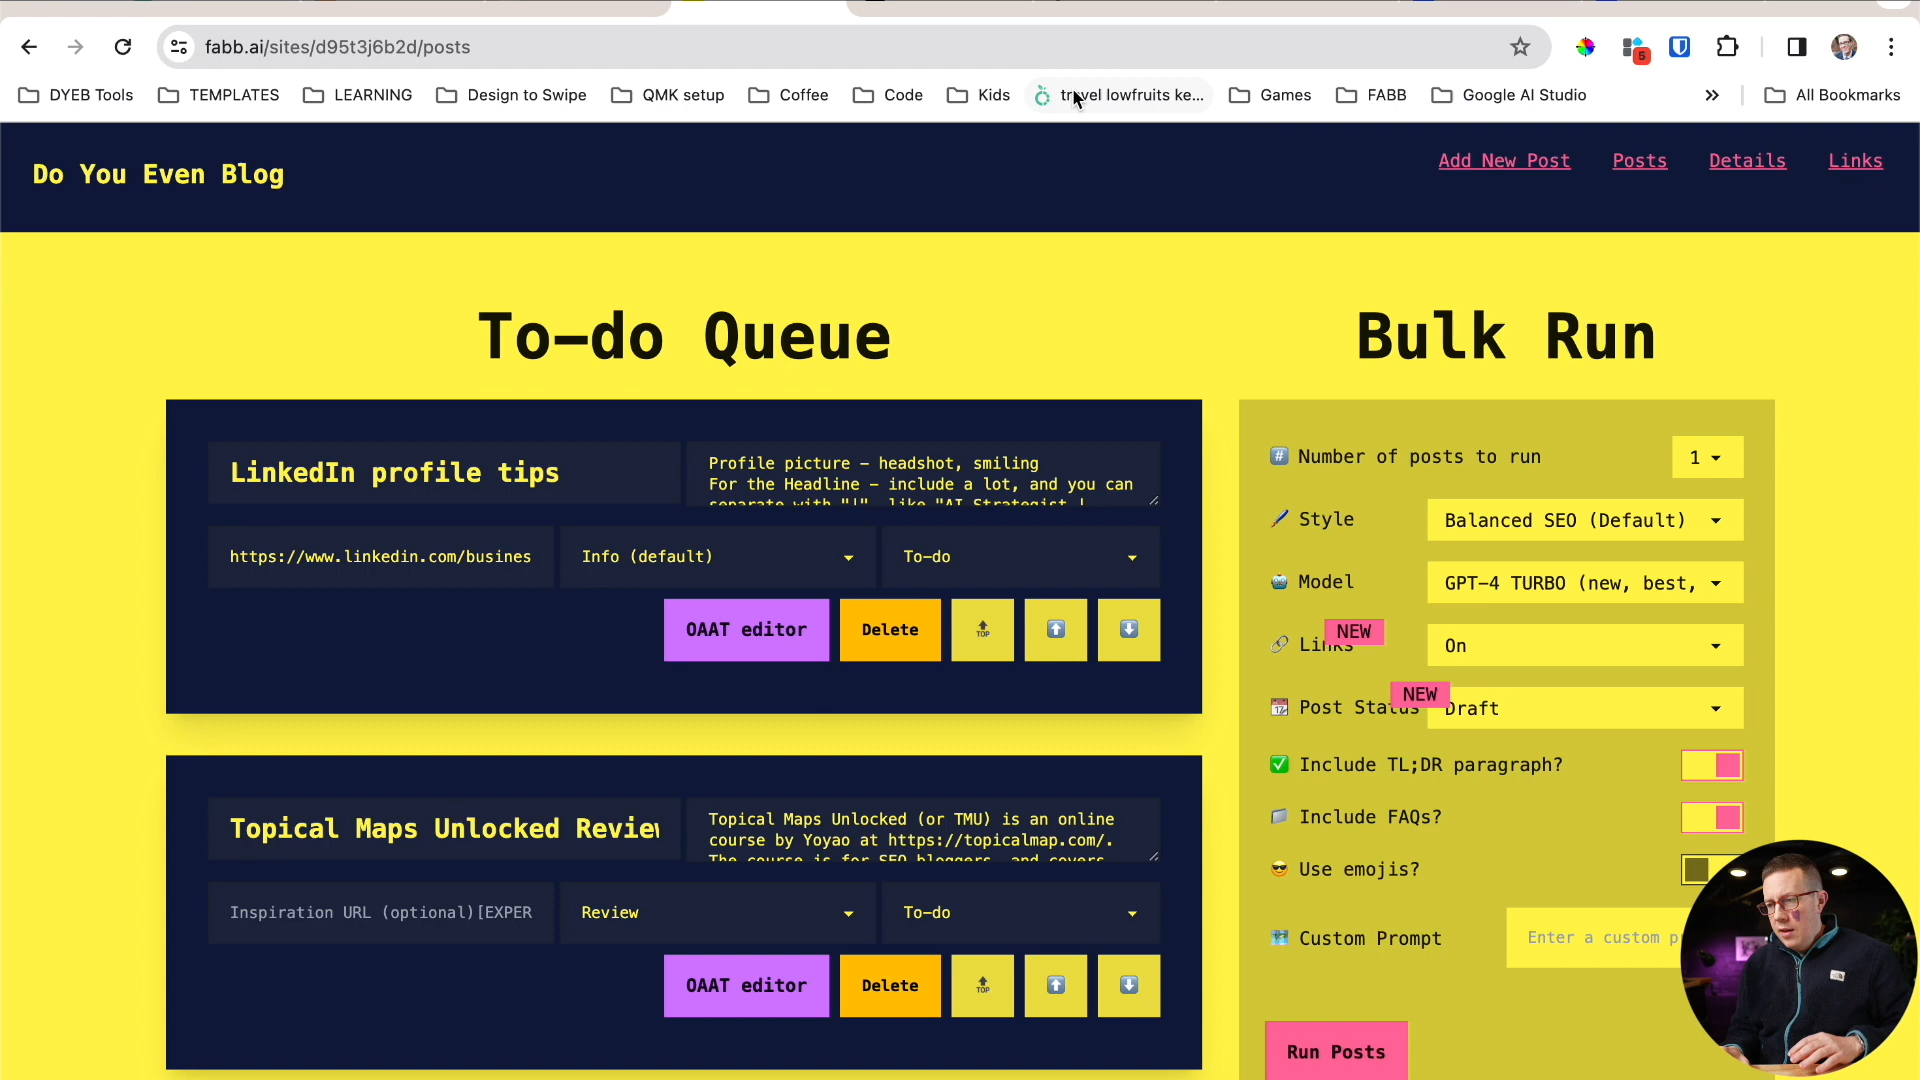 fabb.ai/sites/d95t3j6b2d/posts
5
DYEB Tools
TEMPLATES
LEARNING
Design to Swipe
QMK setup
Coffee
Code
Kids
lowfruits ke...
Games
FABB
Google AI Studio
All Bookmarks
Do You Even Blog
Add New Post
Posts
Details
Links
To-do Queue
Bulk Run
LinkedIn profile tips
Profile picture - headshot, smiling
For the Headline - include a lot, and you can
separate with "|", like "AI Strategist |
https://www.linkedin.com/busines
Info (default)
To-do
OAAT editor
Delete
TOP
Topical Maps Unlocked Review
Topical Maps Unlocked (or TMU) is an online
course by Yoyao at https://topicalmap.com/.
The course is for SEO bloggers, and covers
Inspiration URL (optional)[EXPER
Review
To-do
OAAT editor
Delete
TOP
# Number of posts to run
1
Style
Balanced SEO (Default)
Model
GPT-4 TURBO (new, best,
NEW
Links
On
NEW
Post Status
Draft
Include TL;DR paragraph?
Include FAQs?
Use emojis?
Custom Prompt
Enter a custom
Run Posts